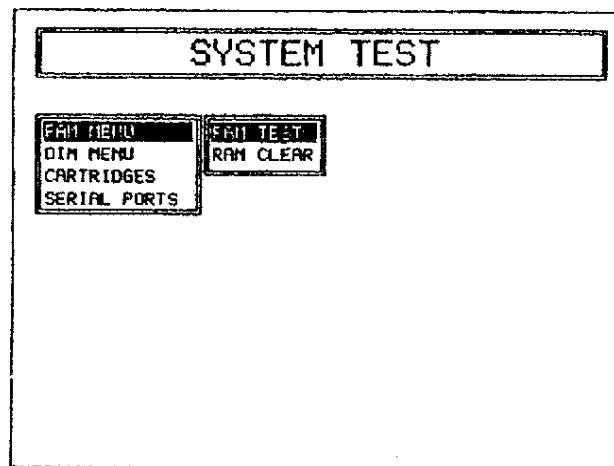 SYSTEM TEST
RAM MENU
DIM MENU
CARTRIDGES
SERIAL PORTS
RAM TEST
RAM CLEAR